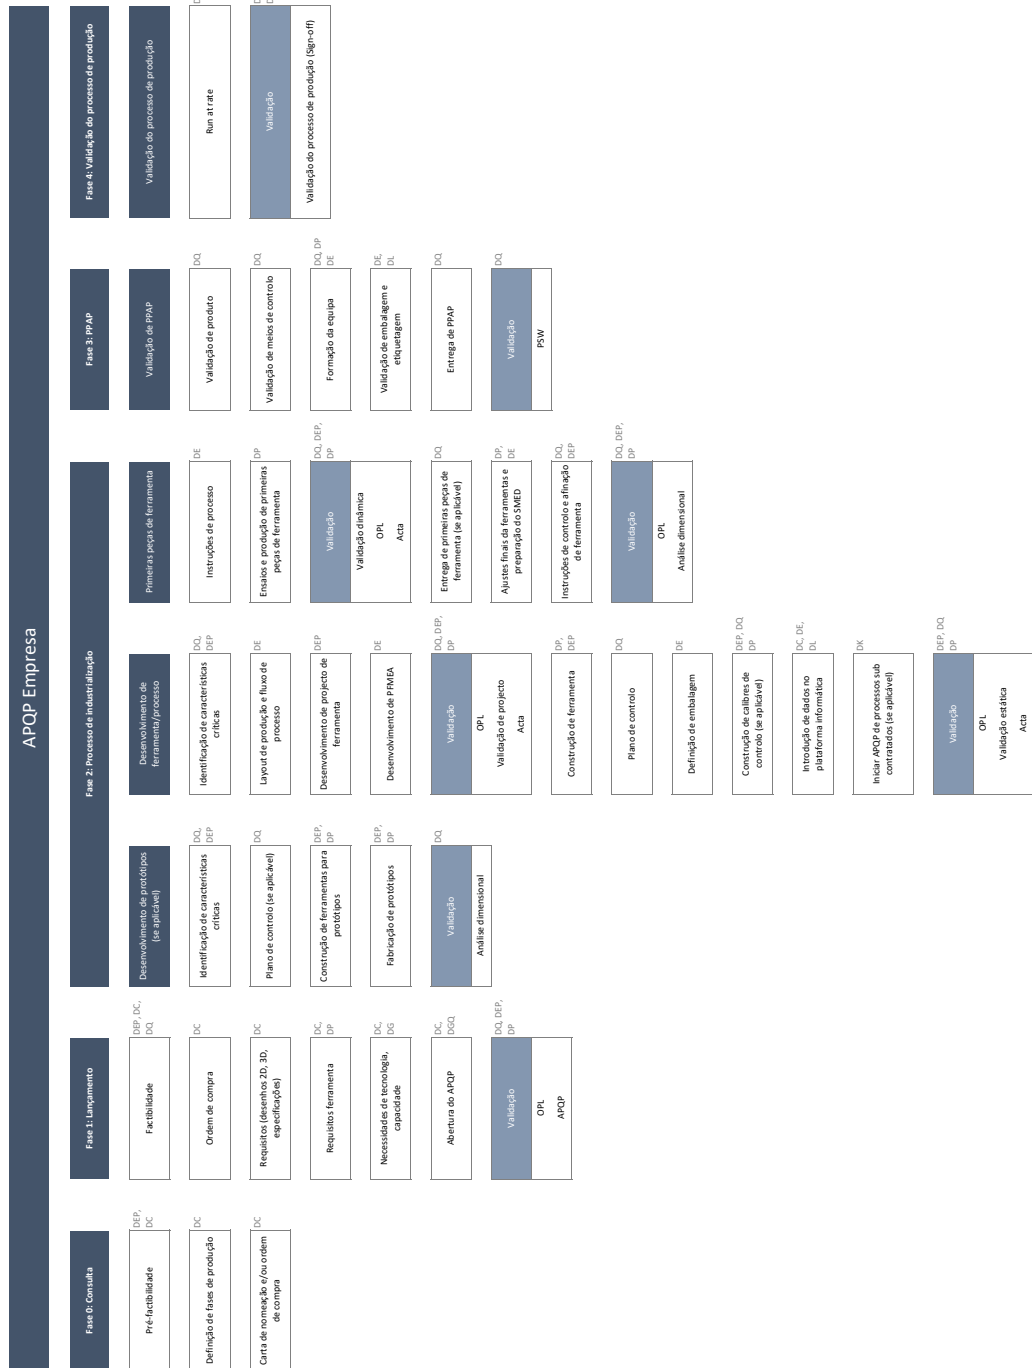 APQP Empresa
Fase 0: Consulta
DEP,
DC
Pré-factibilidade
DC
Definição de fases de produção
DC
Carta de nomeação e/ou ordem
de compra
Fase 1: Lançamento
DEP, DC,
DQ
Factibilidade
DC
Ordem de compra
DC
Requisitos (desenhos 2D, 3D,
especificações)
DC,
DP
Requisitos ferramenta
DC,
DG
Necessidades de tecnologia,
capacidade
DC,
DGQ
Abertura do APQP
DQ, DEP,
DP
Validação
OPL
APQP
Fase 2: Processo de industrialização
Desenvolvimento de protótipos
(se aplicável)
DQ,
DEP
Identificação de características
críticas
DQ
Plano de controlo (se aplicável)
DEP,
DP
Construção de ferramentas para
protótipos
DEP,
DP
Fabricação de protótipos
DQ
Validação
Análise dimensional
Desenvolvimento de
ferramenta/processo
DQ,
DEP
Identificação de características
críticas
DE
Layout de produção e fluxo de
processo
DEP
Desenvolvimento de projecto de
ferramenta
DE
Desenvolvimento de PFMEA
DQ, DEP,
DP
Validação
OPL
Validação de projecto
Acta
DP,
DEP
Construção de ferramenta
DQ
Plano de controlo
DE
Definição de embalagem
DEP, DQ
DP
Construção de calibres de
controlo (se aplicável)
DC, DE,
DL
Introdução de dados no
plataforma informática
DK
Iniciar APQP de processos sub
contratados (se aplicável)
DEP, DQ
DP
Validação
OPL
Validação estática
Acta
Primeiras peças de ferramenta
DE
Instruções de processo
DP
Ensaios e produção de primeiras
peças de ferramenta
DQ, DEP,
DP
Validação
Validação dinâmica
OPL
Acta
DQ
Entrega de primeiras peças de
ferramenta (se aplicável)
DP,
DE
Ajustes finais da ferramentas e
preparação do SMED
DQ,
DEP
Instruções de controlo e afinação
de ferramenta
DQ, DEP,
DP
Validação
OPL
Análise dimensional
Fase 3: PPAP
Validação de PPAP
DQ
Validação de produto
DQ
Validação de meios de controlo
DQ, DP
DE
Formação da equipa
DE,
DL
Validação de embalagem e
etiquetagem
DQ
Entrega de PPAP
DQ
Validação
PSW
Fase 4: Validação do processo de produção
Validação do processo de produção
Run at rate
Validação
Validação do processo de produção (Sign-off)